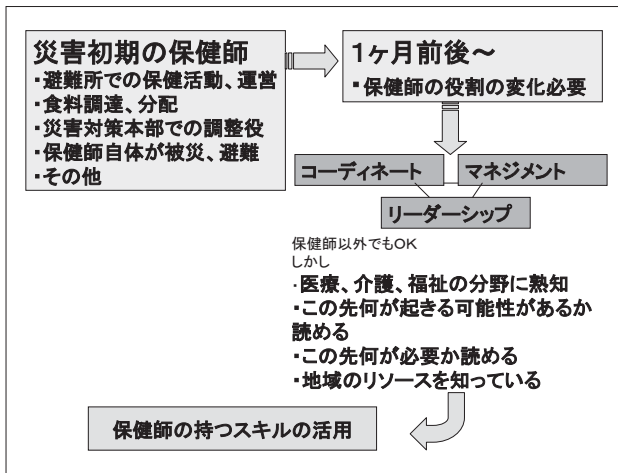 災害初期の保健師
・避難所での保健活動、運営
・食料調達、分配
・災害対策本部での調整役
・保健師自体が被災、避難
・その他
1ヶ月前後～
・保健師の役割の変化必要
コーディネート
マネジメント
リーダーシップ
保健師以外でもOK
しかし
・医療、介護、福祉の分野に熟知
・この先何が起きる可能性があるか
読める
・この先何が必要か読める
・地域のリソースを知っている
保健師の持つスキルの活用